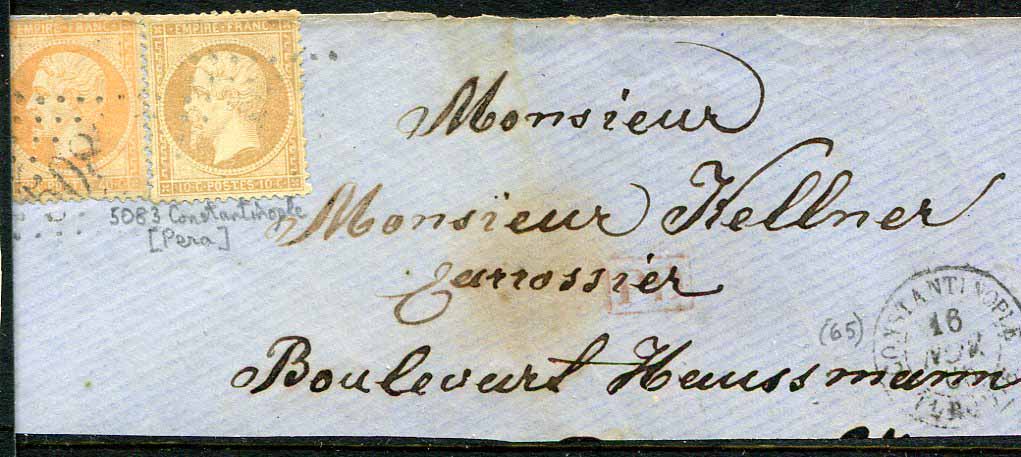 EMPIRE·FRANC·
EMPIRE·FRANC·
10·C·POSTES·10·C·
508
5083 Constantinople
[Pera]
Monsieur
Monsieur Kellner
Carrossier
P.D.
Boulevart Haussmann
(65)
CONSTANTINOPLE
16
NOV.